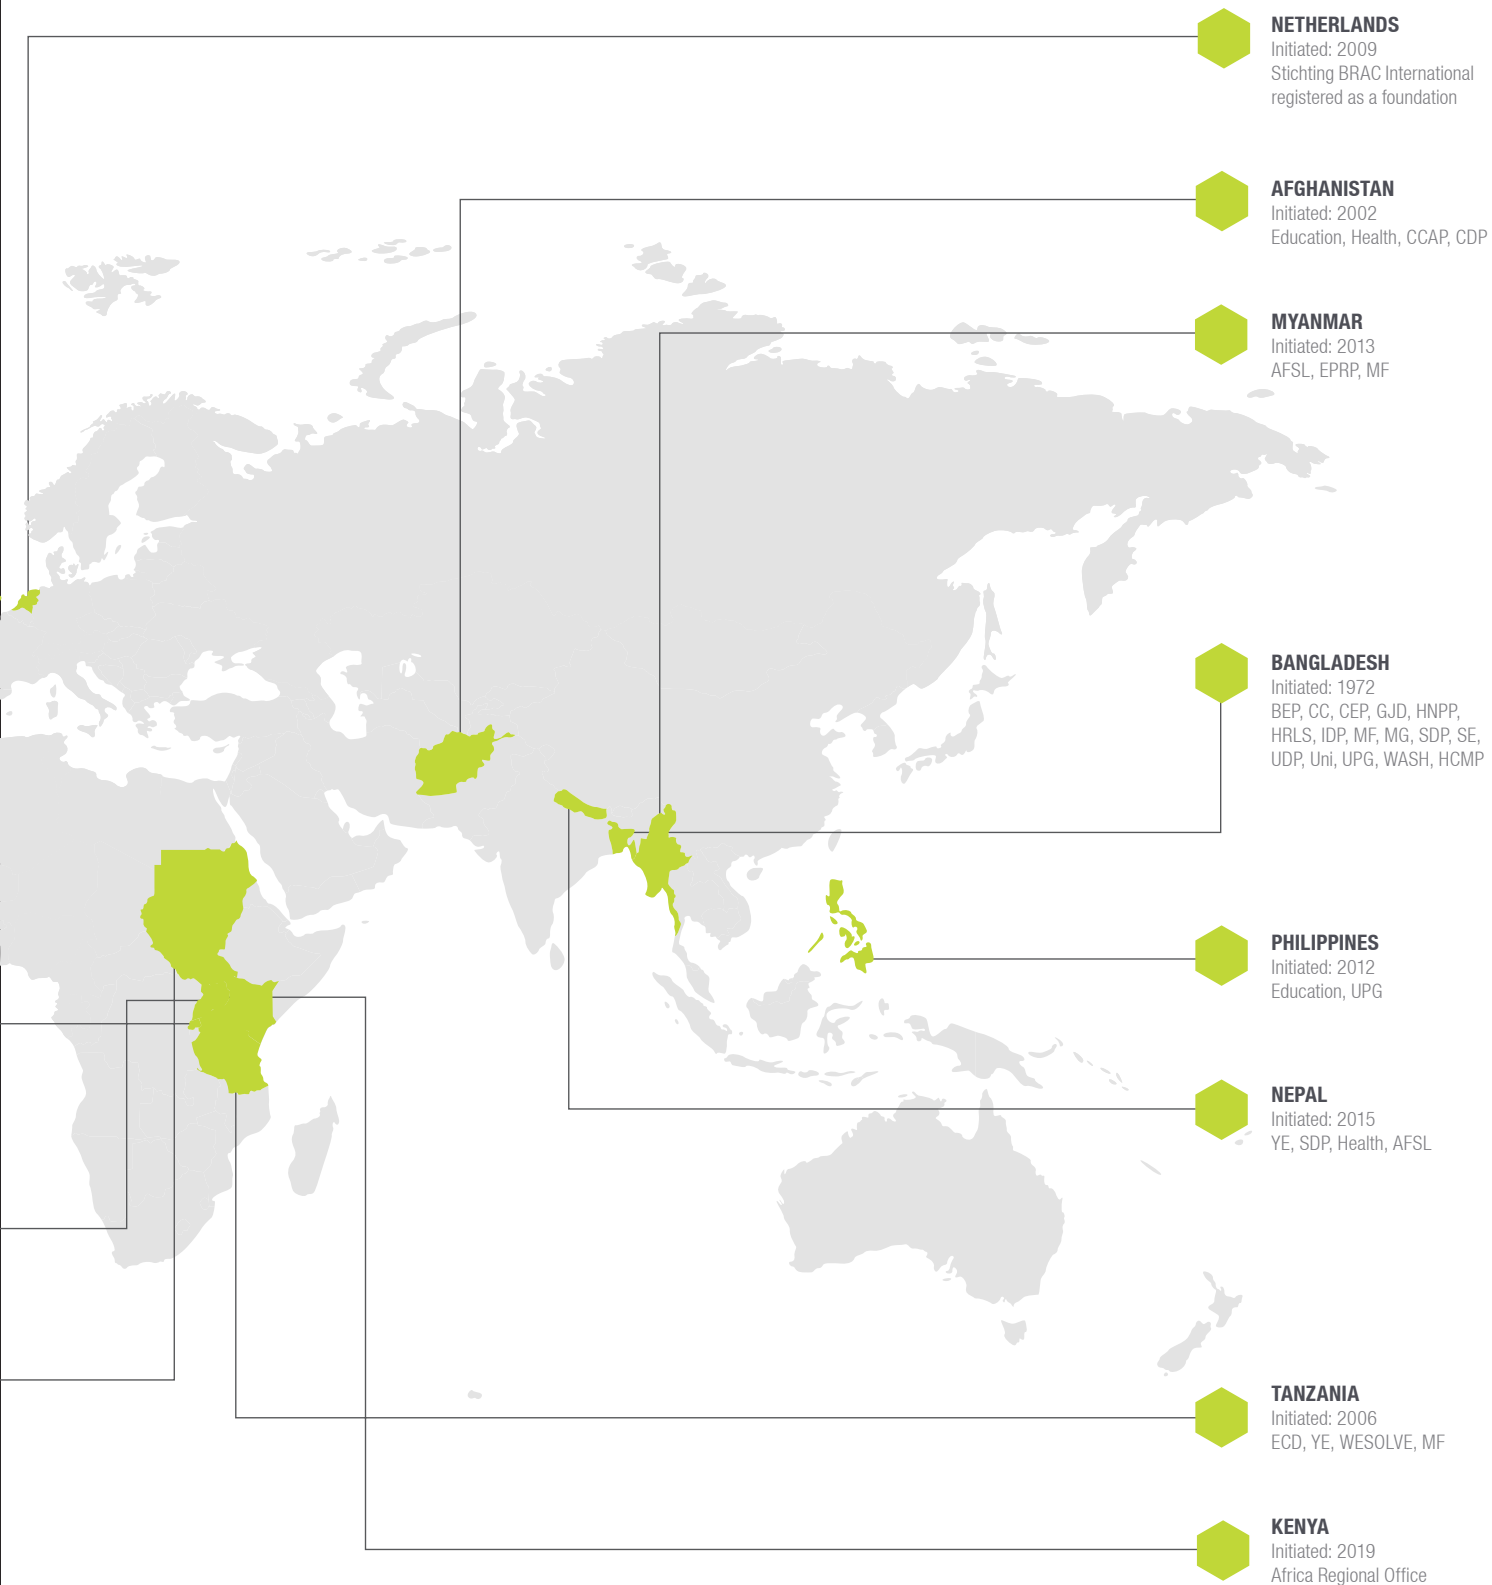 NETHERLANDS
Initiated: 2009
Stichting BRAC International
registered as a foundation
AFGHANISTAN
Initiated: 2002
Education, Health, CCAP, CDP
MYANMAR
Initiated: 2013
AFSL, EPRP, MF
BANGLADESH
Initiated: 1972
BEP, CC, CEP, GJD, HNPP,
HRLS, IDP, MF, MG, SDP, SE,
UDP, Uni, UPG, WASH, HCMP
PHILIPPINES
Initiated: 2012
Education, UPG
NEPAL
Initiated: 2015
YE, SDP, Health, AFSL
TANZANIA
Initiated: 2006
ECD, YE, WESOLVE, MF
KENYA
Initiated: 2019
Africa Regional Office